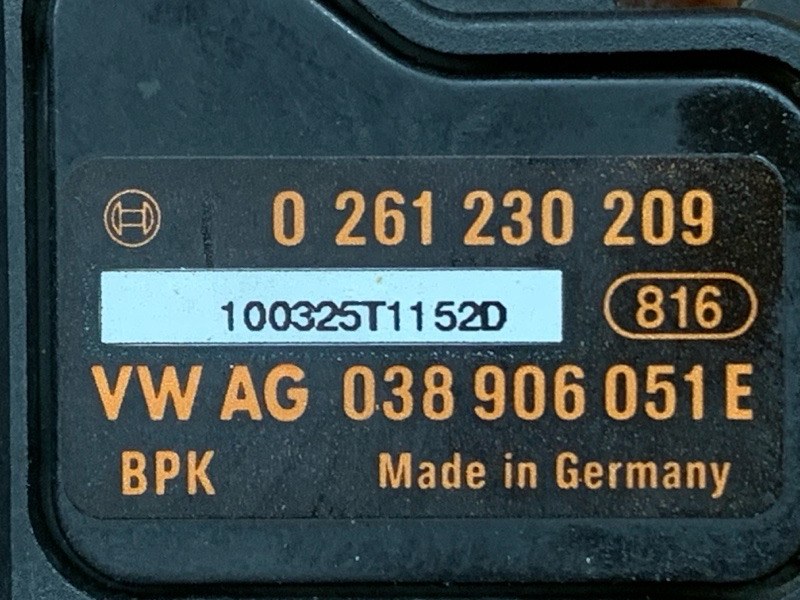 0 261 230 209
100325T1152D
816
VW AG 038 906 051 E
BPK Made in Germany